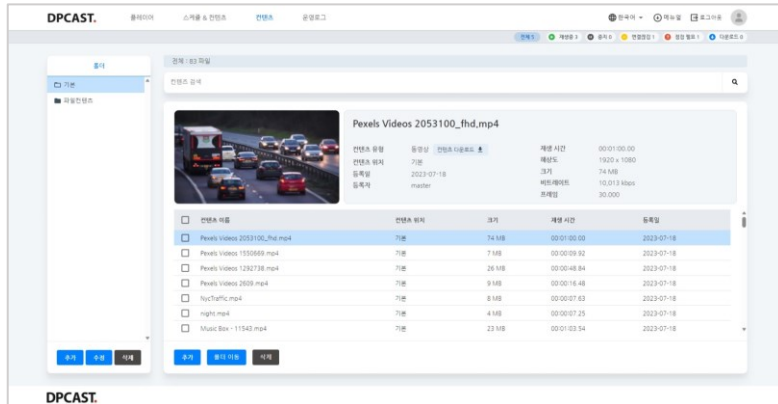 DPCAST. 플레이어 스케줄 & 컨텐츠 컨텐츠 운영로그 한국어 매뉴얼 로그아웃
전체 5 재생중 3 중지 0 연결점검 1 점검 필요 1 다운로드 0
폴더
기본
파일컨텐츠
추가 수정 삭제
전체 : 83 파일
컨텐츠 검색
Pexels Videos 2053100_fhd,mp4
컨텐츠 유형 동영상 컨텐츠 다운로드 재생 시간 00:01:00.00
컨텐츠 위치 기본 해상도 1920 x 1080
등록일 2023-07-18 크기 74 MB
등록자 master 비트레이트 10,013 kbps
프레임 30.000
컨텐츠 이름 컨텐츠 위치 크기 재생 시간 등록일
Pexels Videos 2053100_fhd.mp4 기본 74 MB 00:01:00.00 2023-07-18
Pexels Videos 1550669.mp4 기본 7 MB 00:00:09.92 2023-07-18
Pexels Videos 1292738.mp4 기본 26 MB 00:00:48.84 2023-07-18
Pexels Videos 2609.mp4 기본 9 MB 00:00:16.48 2023-07-18
NycTraffic.mp4 기본 8 MB 00:00:07.63 2023-07-18
night.mp4 기본 4 MB 00:00:07.25 2023-07-18
Music Box - 11543.mp4 기본 23 MB 00:01:03.54 2023-07-18
추가 폴더 이동 삭제
DPCAST.